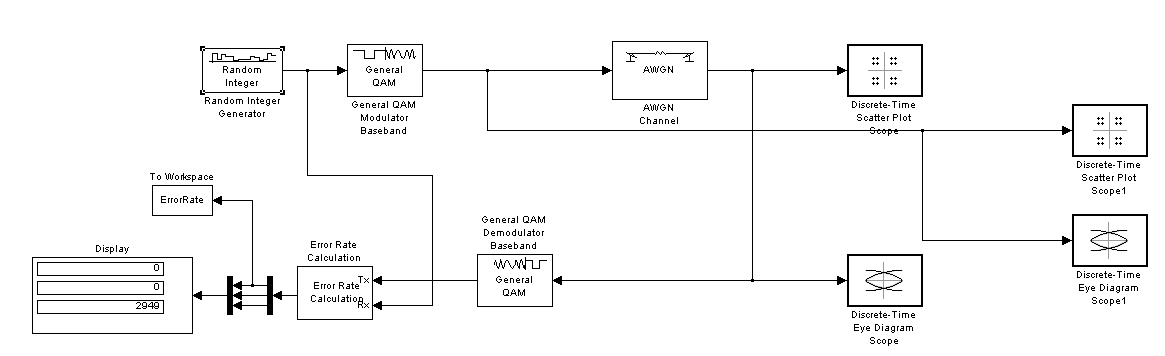 Random
Integer
Random Integer
Generator
General
QAM
General QAM
Modulator
Baseband
AWGN
AWGN
Channel
Discrete-Time
Scatter Plot
Scope
Discrete-Time
Scatter Plot
Scope1
To Workspace
ErrorRate
General QAM
Demodulator
Baseband
General
QAM
Error Rate
Calculation
Error Rate
Calculation
Tx
Rx
Display
0
0
2949
Discrete-Time
Eye Diagram
Scope
Discrete-Time
Eye Diagram
Scope1